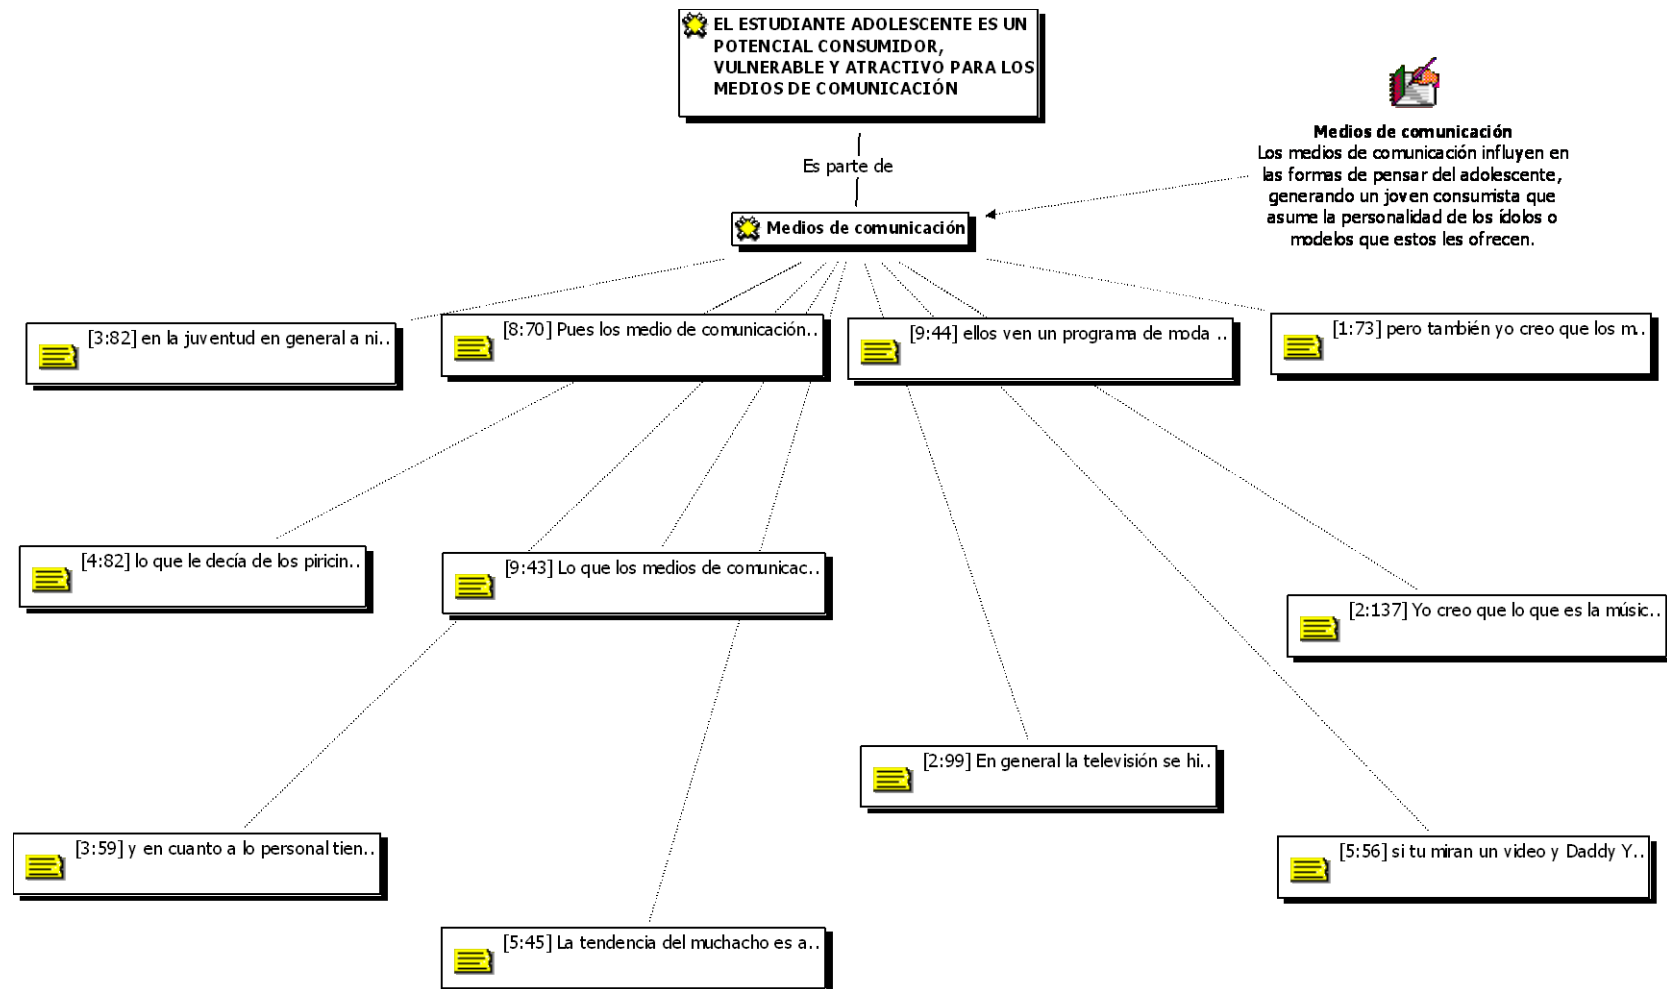 EL ESTUDIANTE ADOLESCENTE ES UN
POTENCIAL CONSUMIDOR,
VULNERABLE Y ATRACTIVO PARA LOS
MEDIOS DE COMUNICACIÓN
Medios de comunicación
Los medios de comunicación influyen en
las formas de pensar del adolescente,
generando un joven consumista que
asume la personalidad de los ídolos o
modelos que estos les ofrecen.
Es parte de
Medios de comunicación
[3:82] en la juventud en general a ni..
[8:70] Pues los medio de comunicación..
[9:44] ellos ven un programa de moda ..
[1:73] pero también yo creo que los m..
[4:82] lo que le decía de los piricin..
[9:43] Lo que los medios de comunicac..
[2:137] Yo creo que lo que es la músic..
[2:99] En general la televisión se hi..
[3:59] y en cuanto a lo personal tien..
[5:56] si tu miran un video y Daddy Y..
[5:45] La tendencia del muchacho es a..